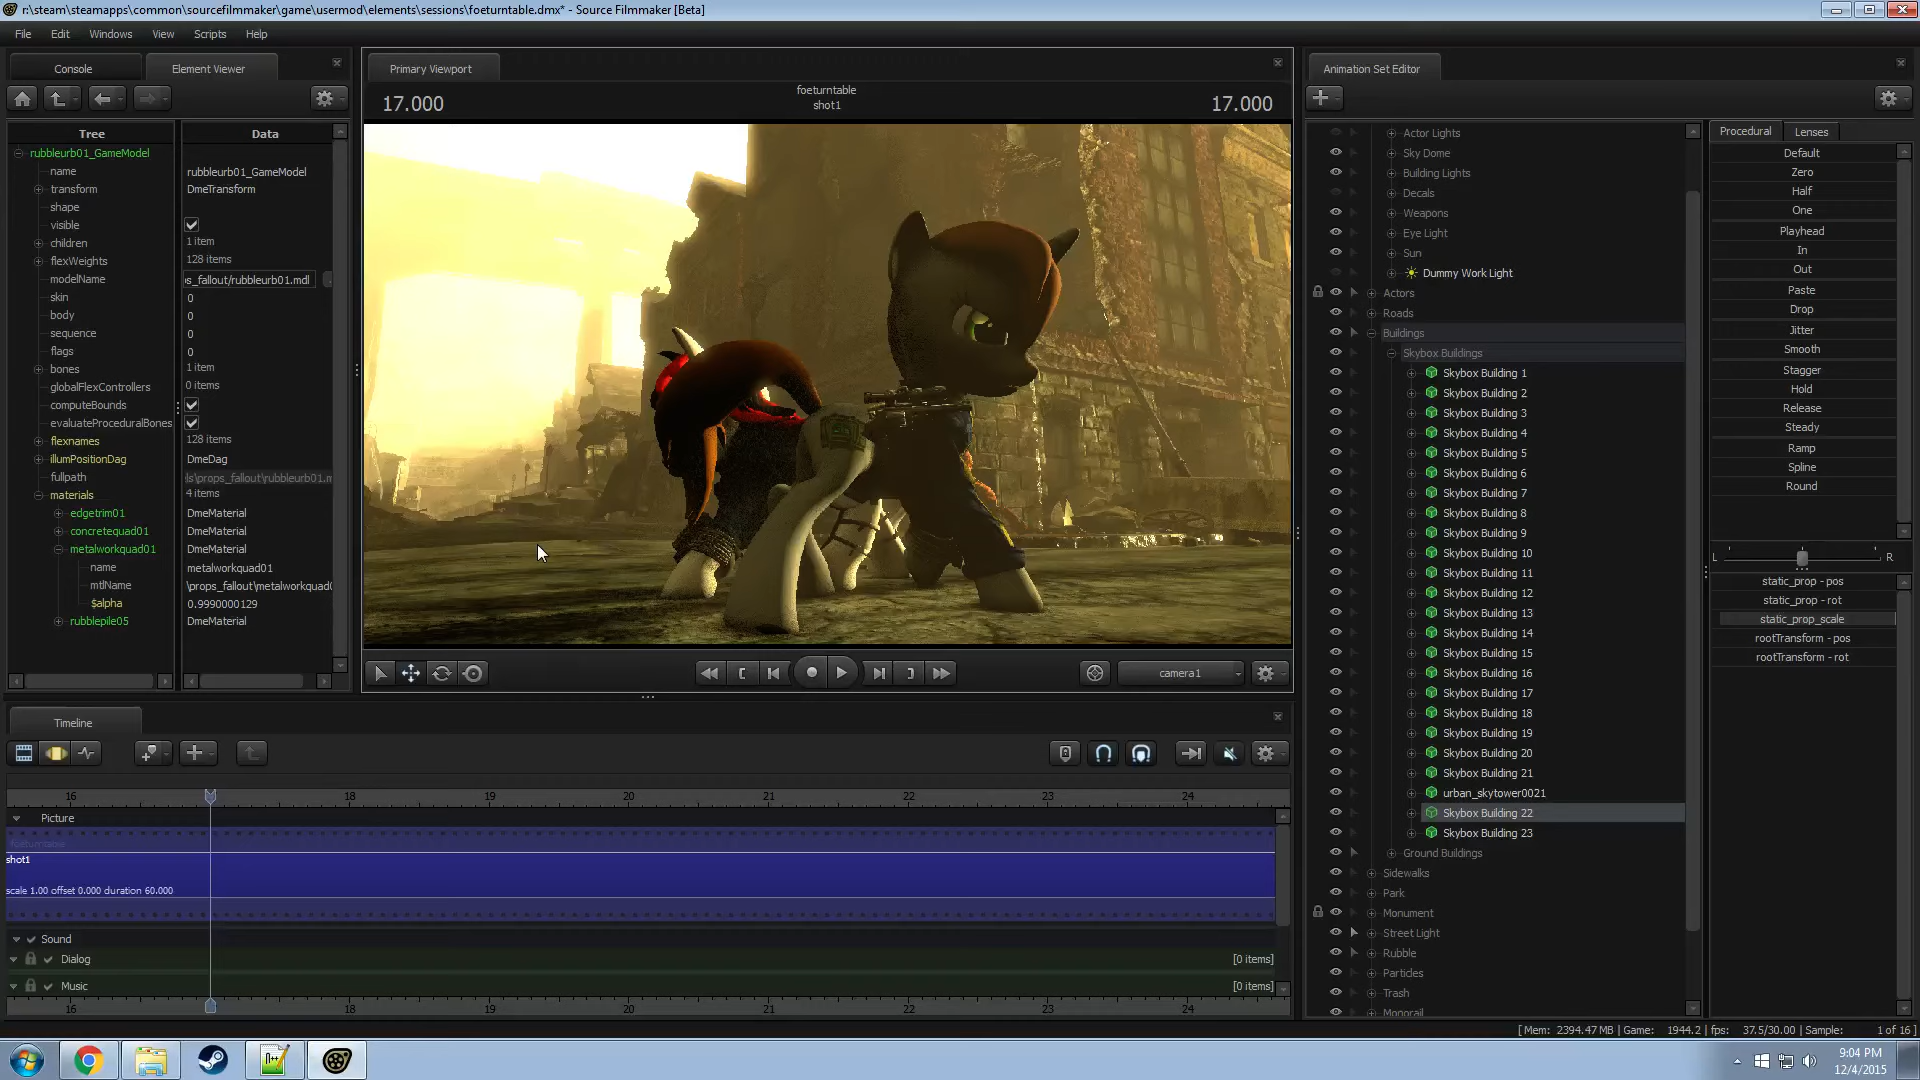 r:\steam\steamapps\common\sourcefilmmaker\game\usermod\elements\sessions\foeturntable.dmx* - Source Filmmaker [Beta]
File Edit Windows View Scripts Help
Console Element Viewer
Tree Data
rubbleurb01_GameModel
name rubbleurb01_GameModel
transform DmeTransform
shape
visible
children 1 item
flexWeights 128 items
modelName s_fallout/rubbleurb01.mdl
skin 0
body 0
sequence 0
flags 0
bones 1 item
globalFlexControllers 0 items
computeBounds
evaluateProceduralBones
flexnames 128 items
illumPositionDag DmeDag
fullpath ls\props_fallout\rubbleurb01.m
materials 4 items
edgetrim01 DmeMaterial
concretequad01 DmeMaterial
metalworkquad01 DmeMaterial
name metalworkquad01
mtlName \props_fallout\metalworkquad0
$alpha 0.9990000129
rubblepile05 DmeMaterial
Primary Viewport
17.000 foeturntable 17.000
shot1
camera1
Timeline
16 18 19 20 21 22 23 24
Picture
foeturntable
shot1
scale 1.00 offset 0.000 duration 60.000
Sound
Dialog [0 items]
Music [0 items]
16 18 19 20 21 22 23 24
Animation Set Editor
Actor Lights
Sky Dome
Building Lights
Decals
Weapons
Eye Light
Sun
Dummy Work Light
Actors
Roads
Buildings
Skybox Buildings
Skybox Building 1
Skybox Building 2
Skybox Building 3
Skybox Building 4
Skybox Building 5
Skybox Building 6
Skybox Building 7
Skybox Building 8
Skybox Building 9
Skybox Building 10
Skybox Building 11
Skybox Building 12
Skybox Building 13
Skybox Building 14
Skybox Building 15
Skybox Building 16
Skybox Building 17
Skybox Building 18
Skybox Building 19
Skybox Building 20
Skybox Building 21
urban_skytower0021
Skybox Building 22
Skybox Building 23
Ground Buildings
Sidewalks
Park
Monument
Street Light
Rubble
Particles
Trash
Monorail
Procedural Lenses
Default
Zero
Half
One
Playhead
In
Out
Paste
Drop
Jitter
Smooth
Stagger
Hold
Release
Steady
Ramp
Spline
Round
L R
static_prop - pos
static_prop - rot
static_prop_scale
rootTransform - pos
rootTransform - rot
[ Mem: 2394.47 MB | Game: 1944.2 | fps: 37.5/30.00 | Sample: 1 of 16 ]
9:04 PM
12/4/2015